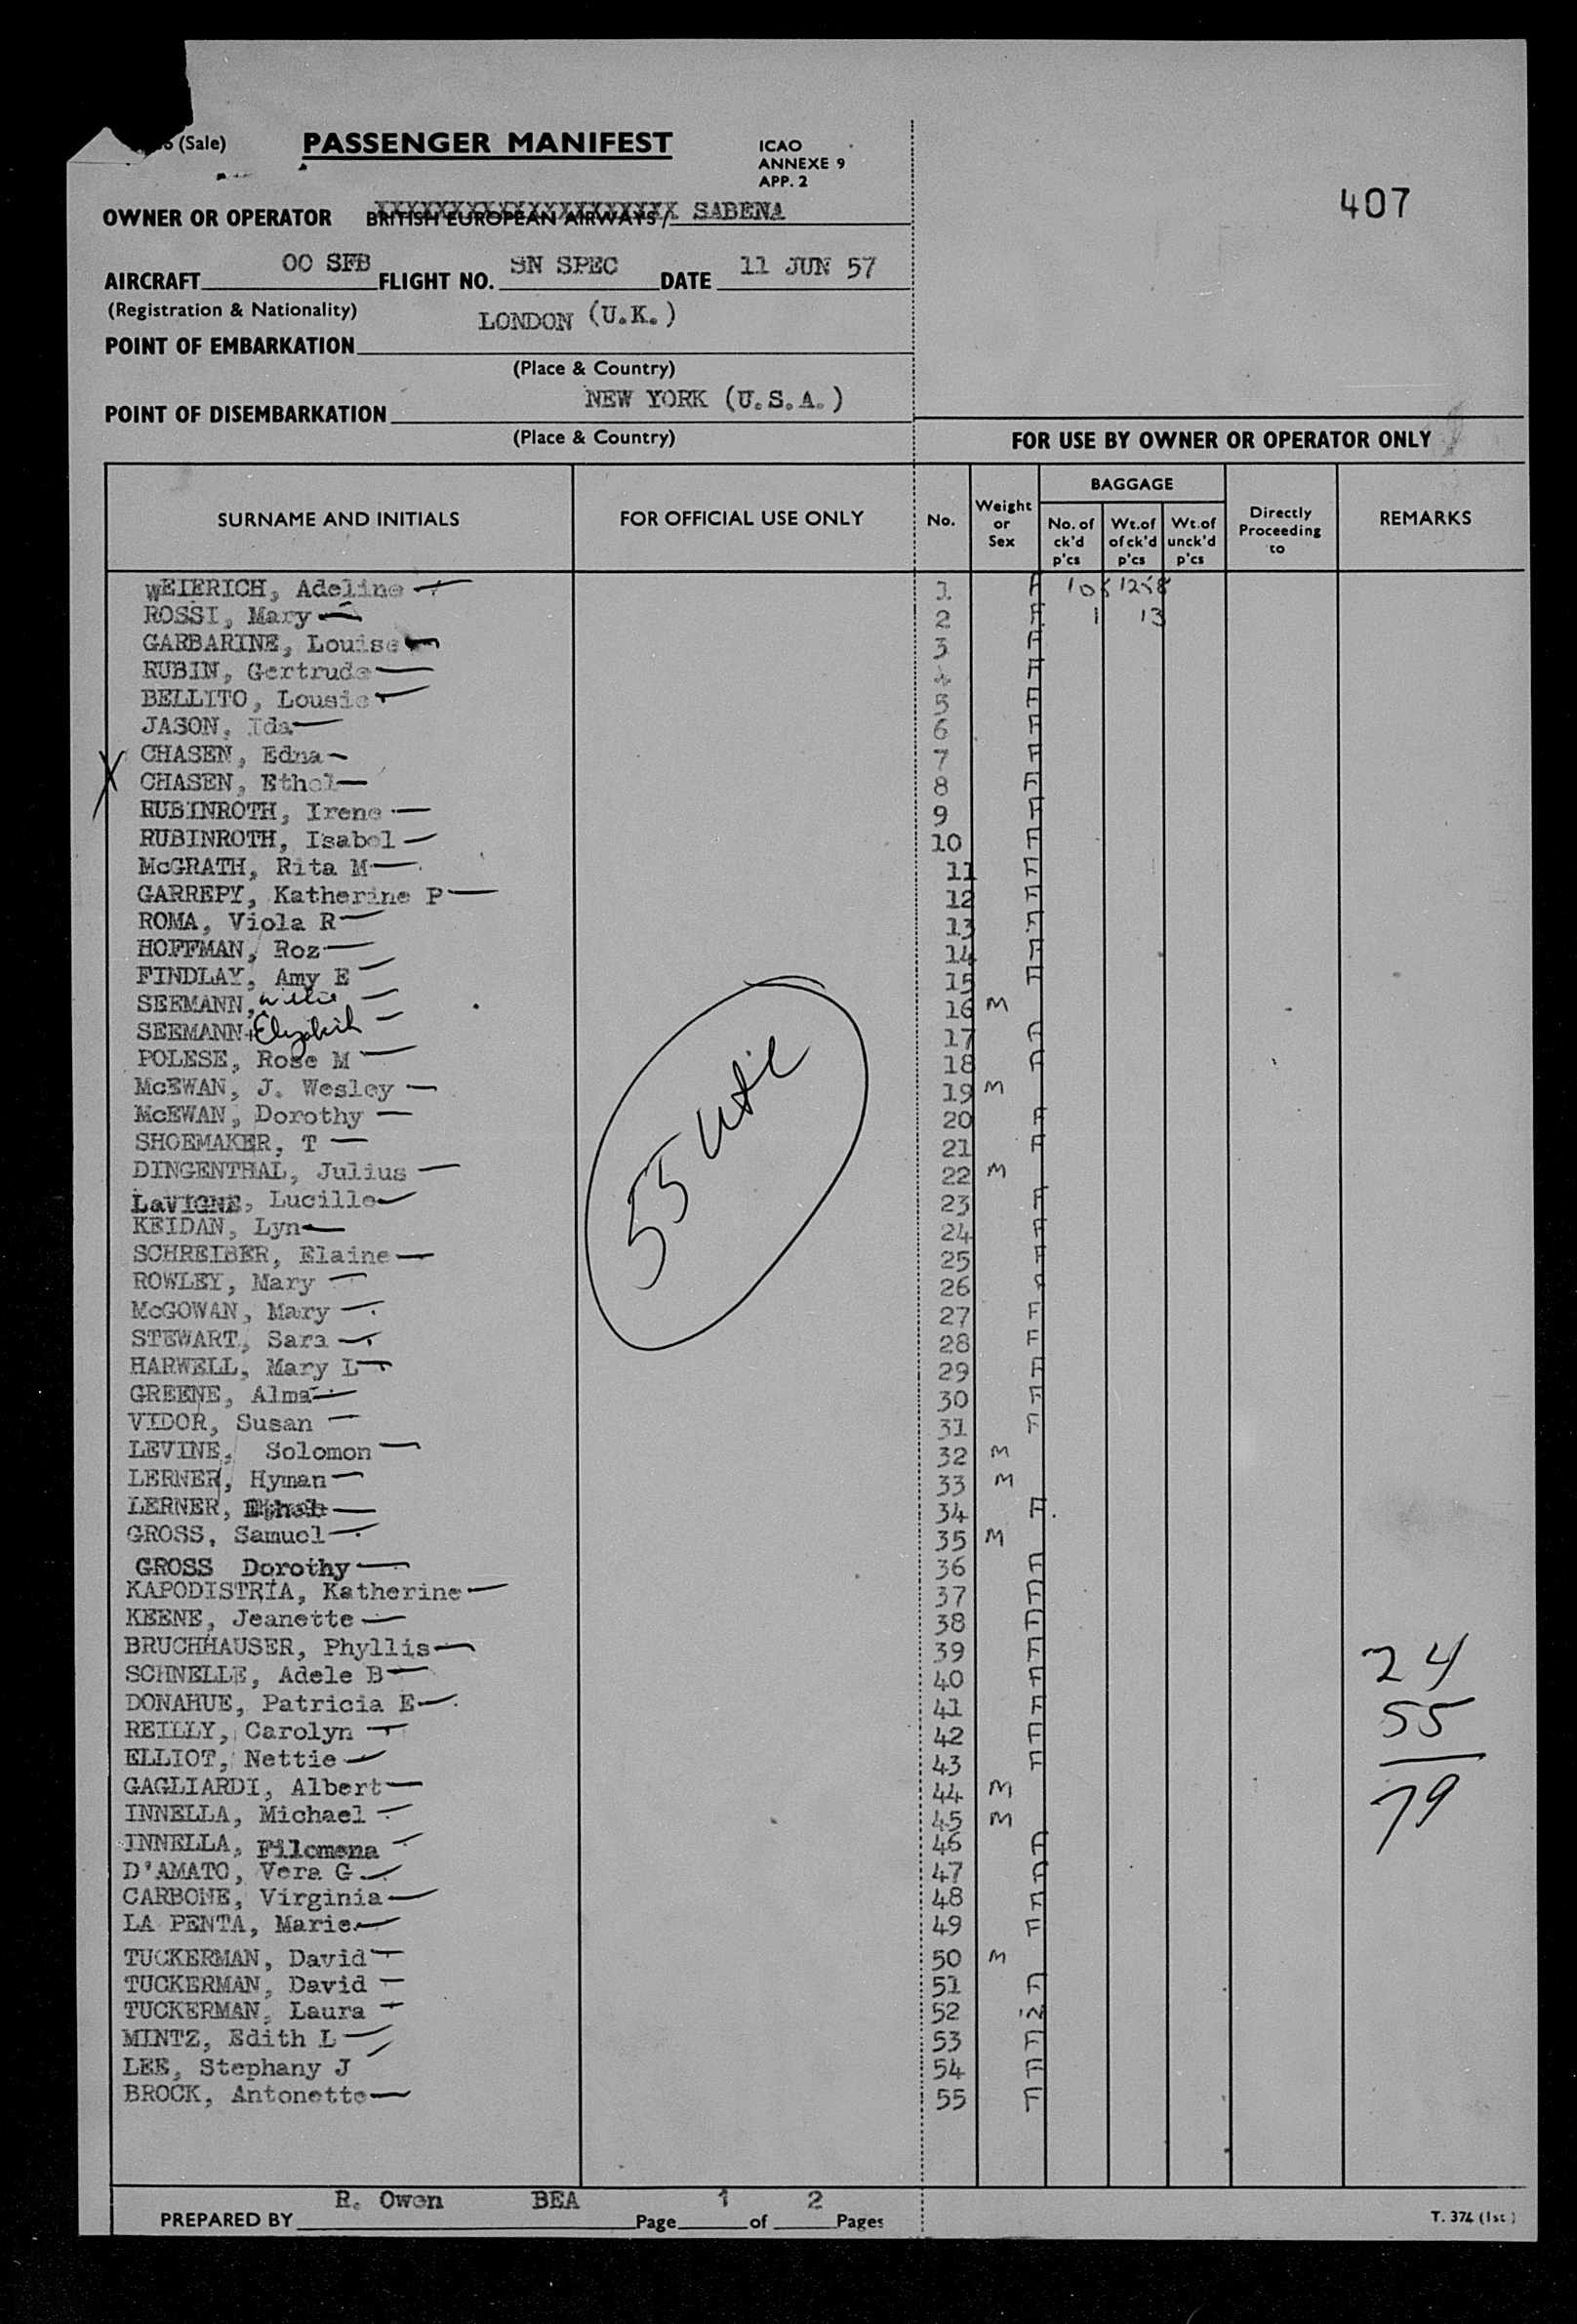 (Sale)
PASSENGER MANIFEST
ICAO
ANNEXE 9
APP. 2
407
OWNER OR OPERATOR BRITISH EUROPEAN AIRWAYS / SABENA
AIRCRAFT OO SFB FLIGHT NO. SN SPEC DATE 11 JUN 57
(Registration & Nationality)
LONDON (U.K.)
POINT OF EMBARKATION
(Place & Country)
NEW YORK (U.S.A.)
POINT OF DISEMBARKATION
(Place & Country)
FOR USE BY OWNER OR OPERATOR ONLY
SURNAME AND INITIALS
FOR OFFICIAL USE ONLY
No.
Weight or Sex
BAGGAGE
No. of ck'd p'cs
Wt. of of ck'd p'cs
Wt. of unck'd p'cs
Directly Proceeding to
REMARKS
WEIERICH, Adeline 1 F
ROSSI, Mary 2 F 1 13
GARBARINE, Louise 3 F
RUBIN, Gertrude 4 F
BELLITO, Lousie 5 F
JASON, Ida 6 F
CHASEN, Edna 7 F
X CHASEN, Ethel 8 F
RUBINROTH, Irene 9 F
RUBINROTH, Isabel 10 F
McGRATH, Rita M 11 F
GARREPY, Katherine P 12 F
ROMA, Viola R 13 F
HOFFMAN, Roz 14 F
FINDLAY, Amy E 15 F
SEEMANN, Willie 16 M
SEEMANN, Elizabeth 17 F
POLESE, Rose M 18 F
McEWAN, J. Wesley 19 M
McEWAN, Dorothy 20 F
SHOEMAKER, T 21 F
DINGENTHAL, Julius 22 M
LaVIGNE, Lucille 23 F
KEIDAN, Lyn 24 F
SCHREIBER, Elaine 25 F
ROWLEY, Mary 26 F
McGOWAN, Mary 27 F
STEWART, Sara 28 F
HARWELL, Mary L 29 F
GREENE, Alma 30 F
VIDOR, Susan 31 F
LEVINE, Solomon 32 M
LERNER, Hyman 33 M
LERNER, 34 F
GROSS, Samuel 35 M
GROSS Dorothy 36 F
KAPODISTRIA, Katherine 37 F
KEENE, Jeanette 38 F
BRUCHHAUSER, Phyllis 39 F
SCHNELLE, Adele B 40 F
DONAHUE, Patricia E 41 F
REILLY, Carolyn 42 F
ELLIOT, Nettie 43 F
GAGLIARDI, Albert 44 M
INNELLA, Michael 45 M
INNELLA, Filomena 46 F
D'AMATO, Vera G 47 F
CARBONE, Virginia 48 F
LA PENTA, Marie 49 F
TUCKERMAN, David 50 M
TUCKERMAN, David 51 F
TUCKERMAN, Laura 52
MINTZ, Edith L 53 F
LEE, Stephany J 54 F
BROCK, Antonette 55 F
55
24
55
79
PREPARED BY R. Owen BEA Page 1 of 2 Pages
T. 374 (1st)